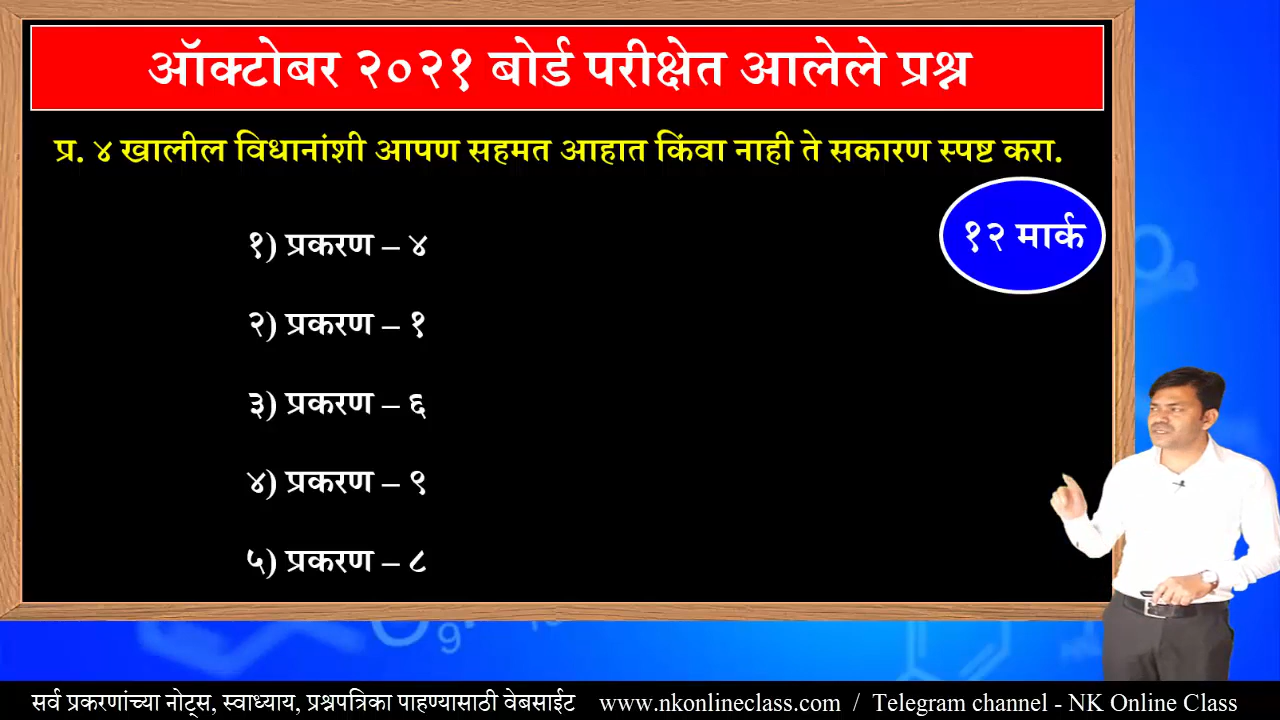 ऑक्टोबर २०२१ बोर्ड परीक्षेत आलेले प्रश्न
प्र. ४ खालील विधानांशी आपण सहमत आहात किंवा नाही ते सकारण स्पष्ट करा.
१२ मार्क
१) प्रकरण – ४
२) प्रकरण – १
३) प्रकरण – ६
४) प्रकरण – ९
५) प्रकरण – ८
सर्व प्रकरणांच्या नोट्स, स्वाध्याय, प्रश्नपत्रिका पाहण्यासाठी वेबसाईट www.nkonlineclass.com / Telegram channel - NK Online Class